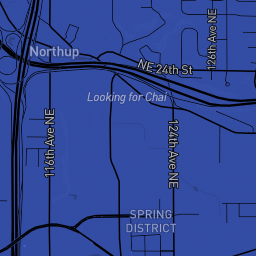 126th Ave NE
Northup
NE 24th St
Looking for Chai
116th Ave NE
124th Ave NE
SPRING
DISTRICT